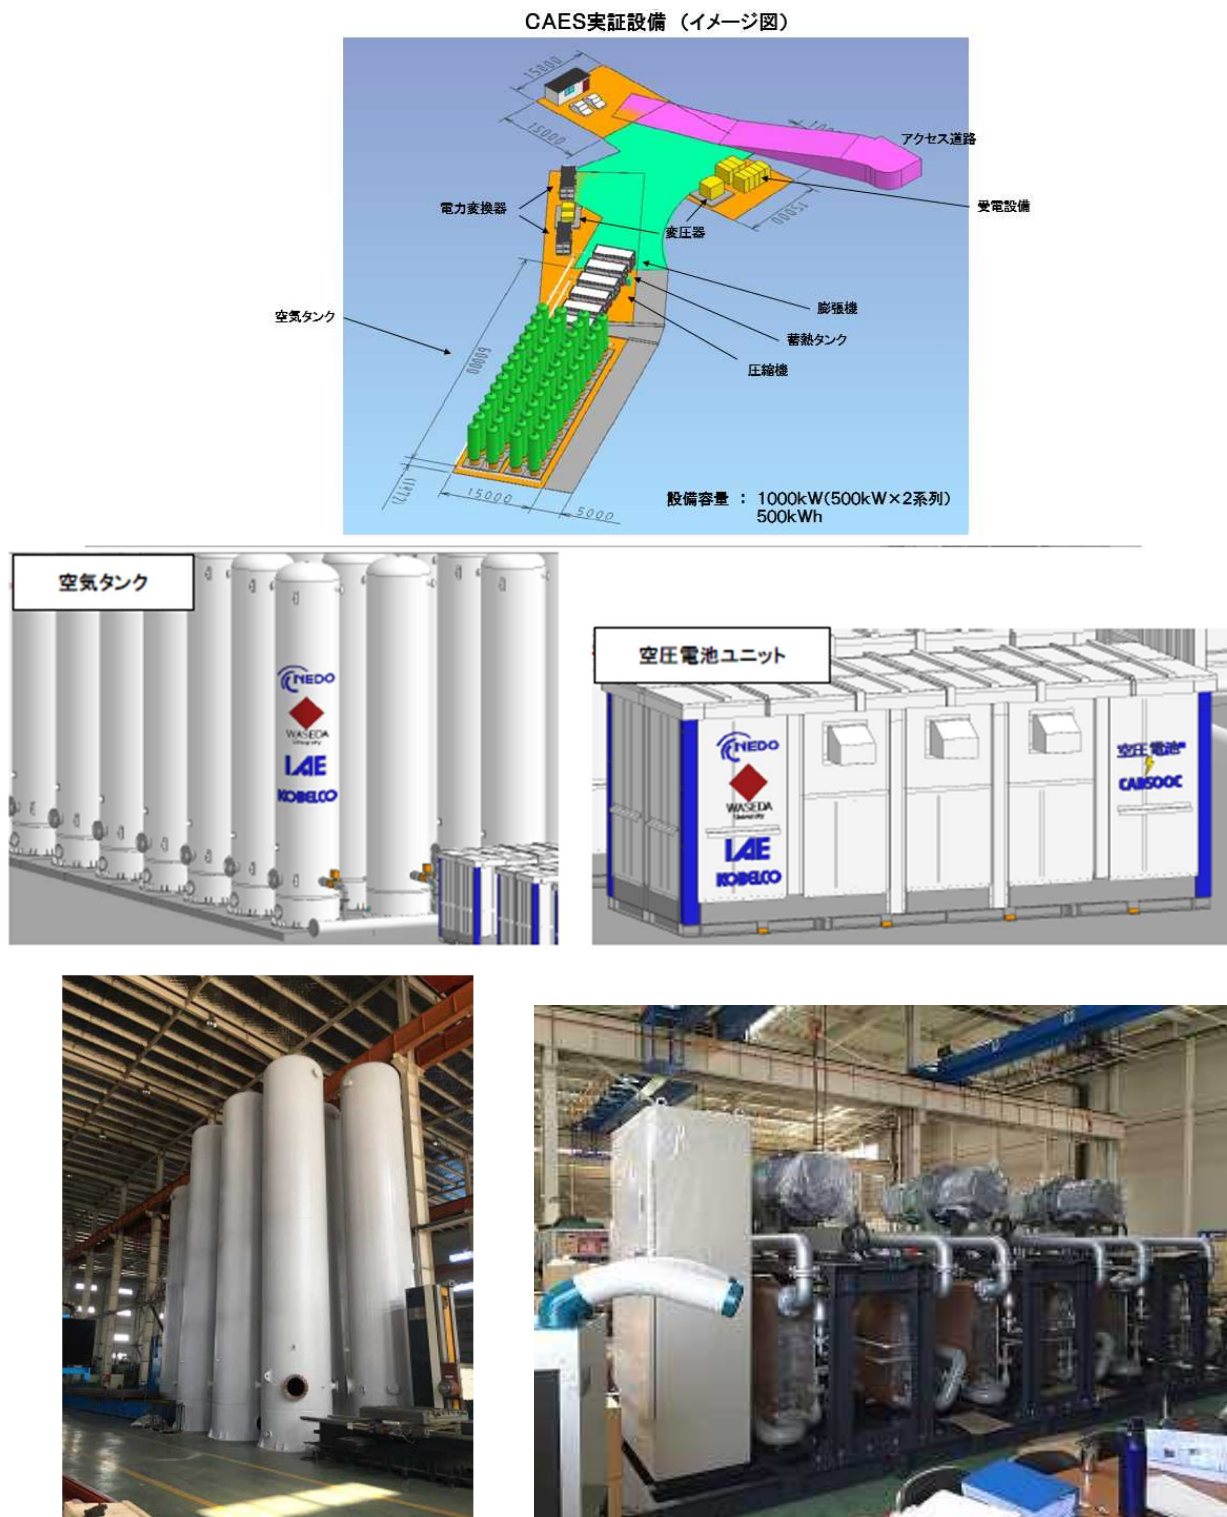 CAES実証設備 (イメージ図)
15000
15000
アクセス道路
受電設備
15000
電力変換器
変圧器
膨張機
蓄熱タンク
圧縮機
空気タンク
60000
15000
5000
設備容量 : 1000kW(500kW×2系列)
500kWh
空気タンク
NEDO
WASEDA
University
IAE
KOBELCO
空圧電池ユニット
NEDO
WASEDA
University
IAE
KOBELCO
空圧電池